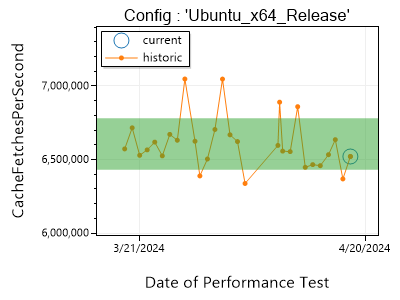 Config : 'Ubuntu_x64_Release'
current
historic
CacheFetchesPerSecond
7,000,000
6,500,000
6,000,000
3/21/2024
4/20/2024
Date of Performance Test